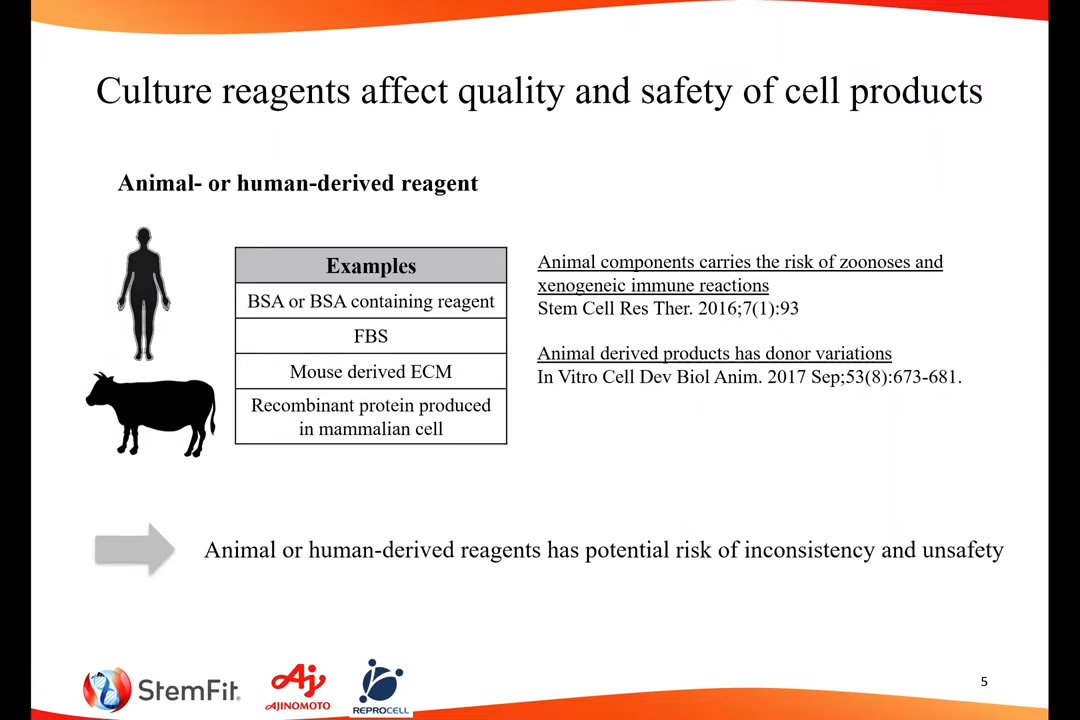 Culture reagents affect quality and safety of cell products
Animal- or human-derived reagent
Examples
BSA or BSA containing reagent
FBS
Mouse derived ECM
Recombinant protein produced
in mammalian cell
Animal components carries the risk of zoonoses and
xenogeneic immune reactions
Stem Cell Res Ther. 2016;7(1):93
Animal derived products has donor variations
In Vitro Cell Dev Biol Anim. 2017 Sep;53(8):673-681.
Animal or human-derived reagents has potential risk of inconsistency and unsafety
StemFit®
AJINOMOTO
REPROCELL
5